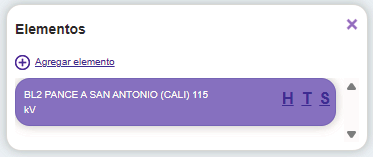 Elementos
Agregar elemento
BL2 PANCE A SAN ANTONIO (CALI) 115
kV
H T S